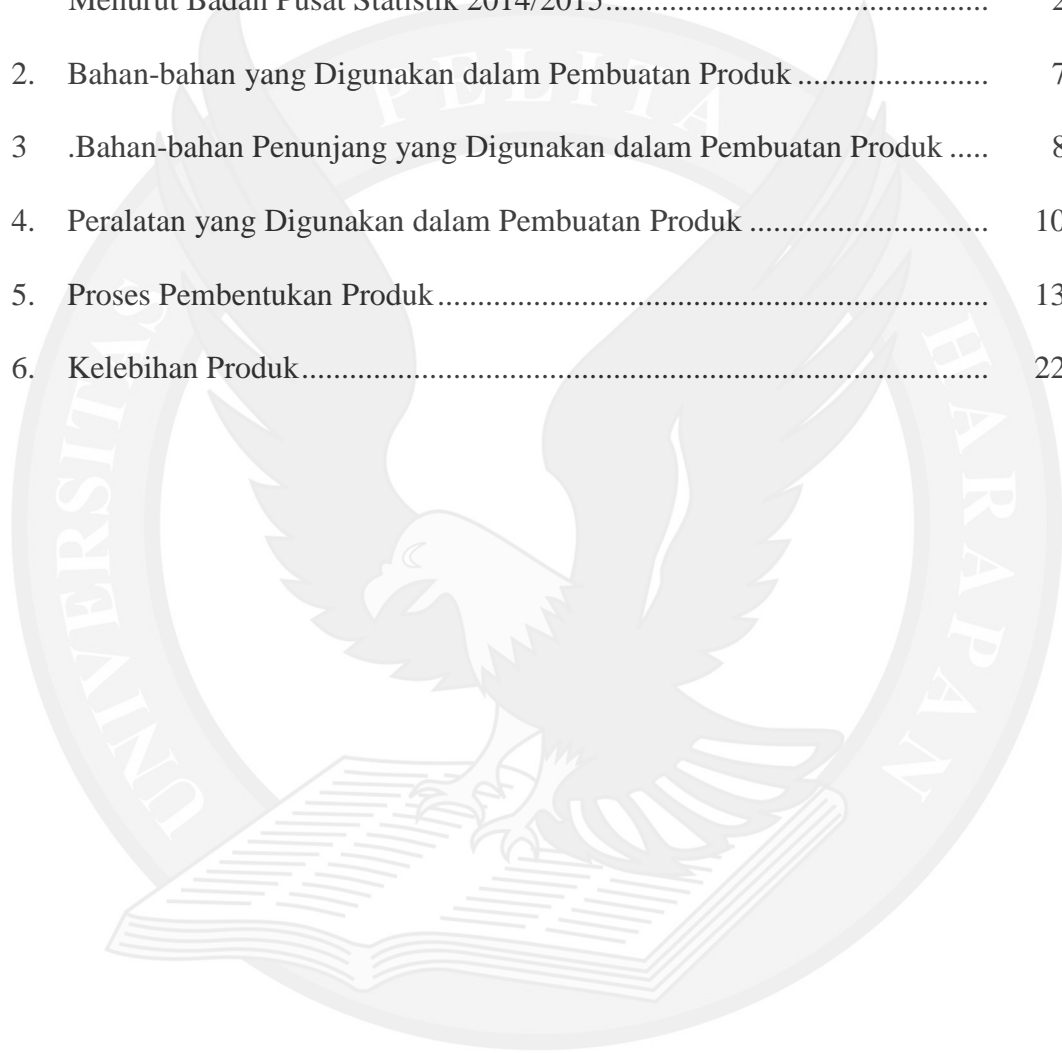 Menurut Badan Pusat Statistik 2014/2015.......................................... 2
2. Bahan-bahan yang Digunakan dalam Pembuatan Produk ..................... 7
3 .Bahan-bahan Penunjang yang Digunakan dalam Pembuatan Produk ..... 8
4. Peralatan yang Digunakan dalam Pembuatan Produk .......................... 10
5. Proses Pembentukan Produk............................................................. 13
6. Kelebihan Produk........................................................................... 22
UNIVERSITAS PELITA HARAPAN